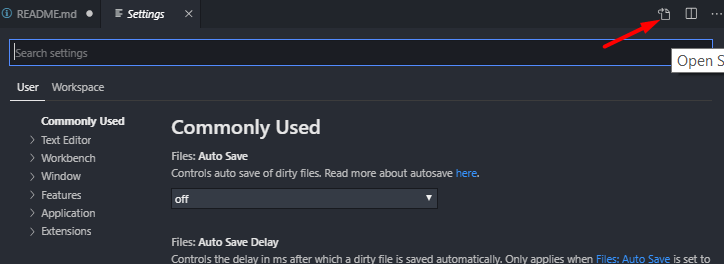 README.md
Settings
Search settings
Open S
User Workspace
Commonly Used
Text Editor
Workbench
Window
Features
Application
Extensions
Commonly Used
Files: Auto Save
Controls auto save of dirty files. Read more about autosave here.
off
Files: Auto Save Delay
Controls the delay in ms after which a dirty file is saved automatically. Only applies when Files: Auto Save is set to